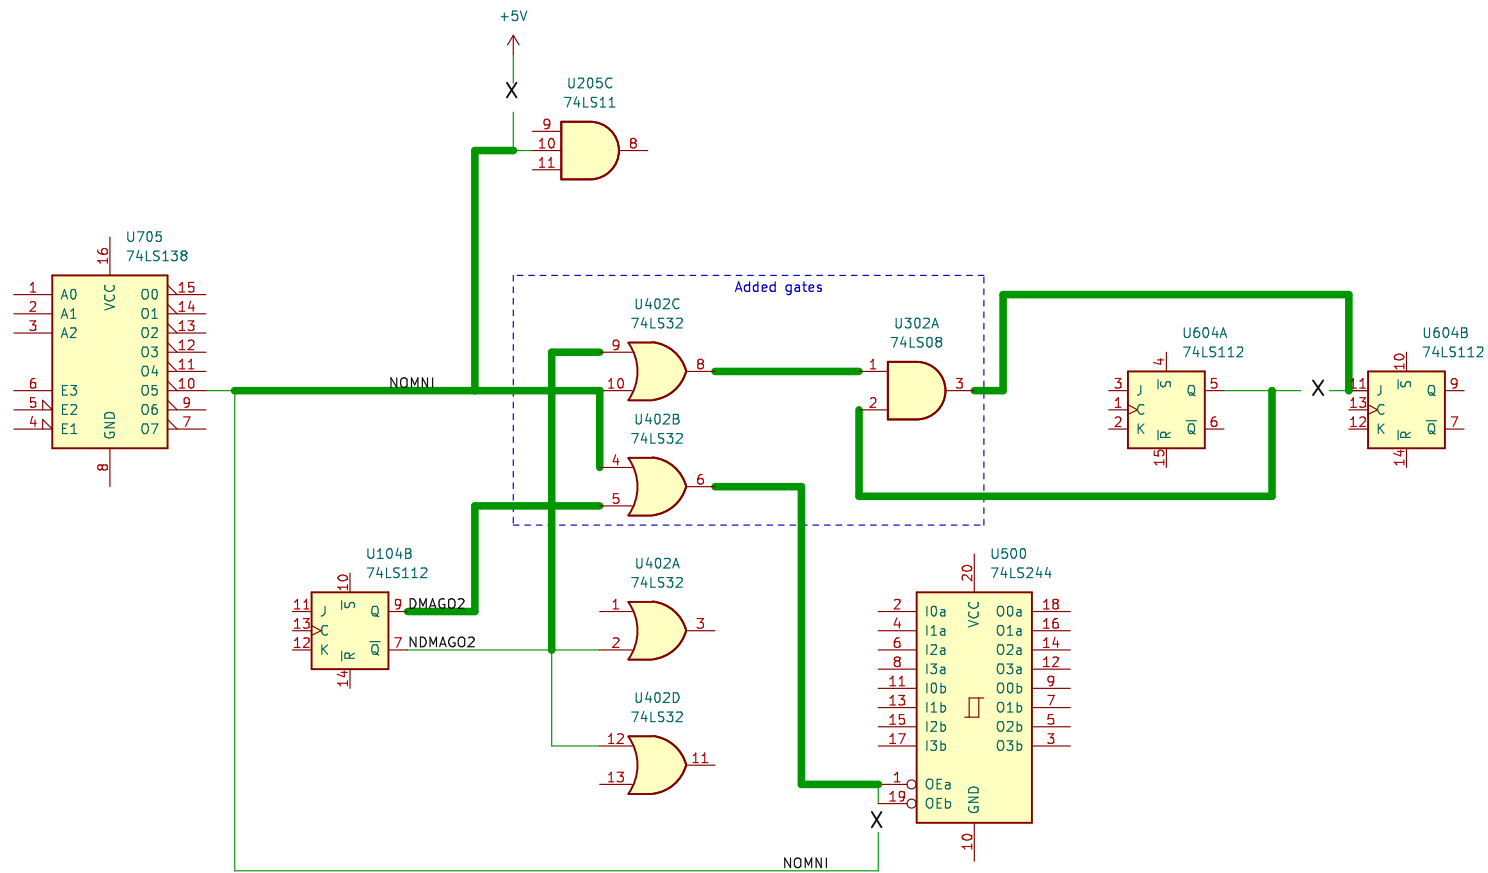 +5V
X
U205C
74LS11
9
10
8
11
U705
74LS138
16
VCC
1 A0 O0 15
2 A1 O1 14
3 A2 O2 13
O3 12
O4 11
6 E3 O5 10
5 E2 O6 9
4 E1 O7 7
GND
8
NOMNI
Added gates
U402C
74LS32
9
8
10
U402B
74LS32
4
6
5
U302A
74LS08
1
3
2
U604A
74LS112
4
S
3 J Q 5
1 C
2 K Q 6
R
15
X
U604B
74LS112
10
S
11 J Q 9
13 C
12 K Q 7
R
14
U104B
74LS112
10
S
11 J Q 9 DMAGO2
13 C
12 K Q 7 NDMAGO2
R
14
U402A
74LS32
1
3
2
U402D
74LS32
12
11
13
U500
74LS244
20
VCC
2 I0a O0a 18
4 I1a O1a 16
6 I2a O2a 14
8 I3a O3a 12
11 I0b O0b 9
13 I1b O1b 7
15 I2b O2b 5
17 I3b O3b 3
1 OEa
19 OEb
GND
10
X
NOMNI